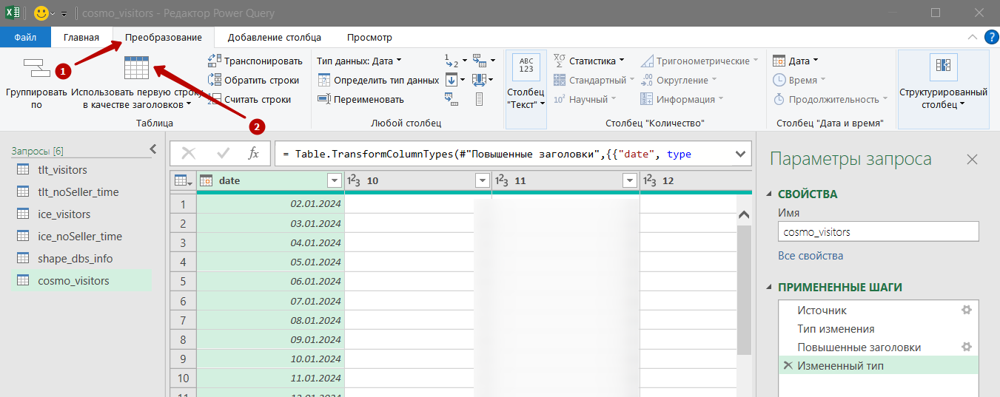 cosmo_visitors - Редактор Power Query
Файл
Главная
Преобразование
Добавление столбца
Просмотр
?
1
Группировать
по
Использовать первую строку
в качестве заголовков
Транспонировать
Обратить строки
Считать строки
2
Таблица
Тип данных: Дата
Определить тип данных
Переименовать
Любой столбец
ABC
123
Столбец
"Текст"
Статистика
Стандартный
10² Научный
Тригонометрические
Округление
Информация
Столбец "Количество"
Дата
Время
Продолжительность
Столбец "Дата и время"
Структурированный
столбец
Запросы [6]
tlt_visitors
tlt_noSeller_time
ice_visitors
ice_noSeller_time
shape_dbs_info
cosmo_visitors
fx
= Table.TransformColumnTypes(#"Повышенные заголовки",{{"date", type
date
1²3 10
1²3 11
1²3 12
1 02.01.2024
2 03.01.2024
3 04.01.2024
4 05.01.2024
5 06.01.2024
6 07.01.2024
7 08.01.2024
8 09.01.2024
9 10.01.2024
10 11.01.2024
11 12.01.2024
Параметры запроса
СВОЙСТВА
Имя
cosmo_visitors
Все свойства
ПРИМЕНЕННЫЕ ШАГИ
Источник
Тип изменения
Повышенные заголовки
Измененный тип